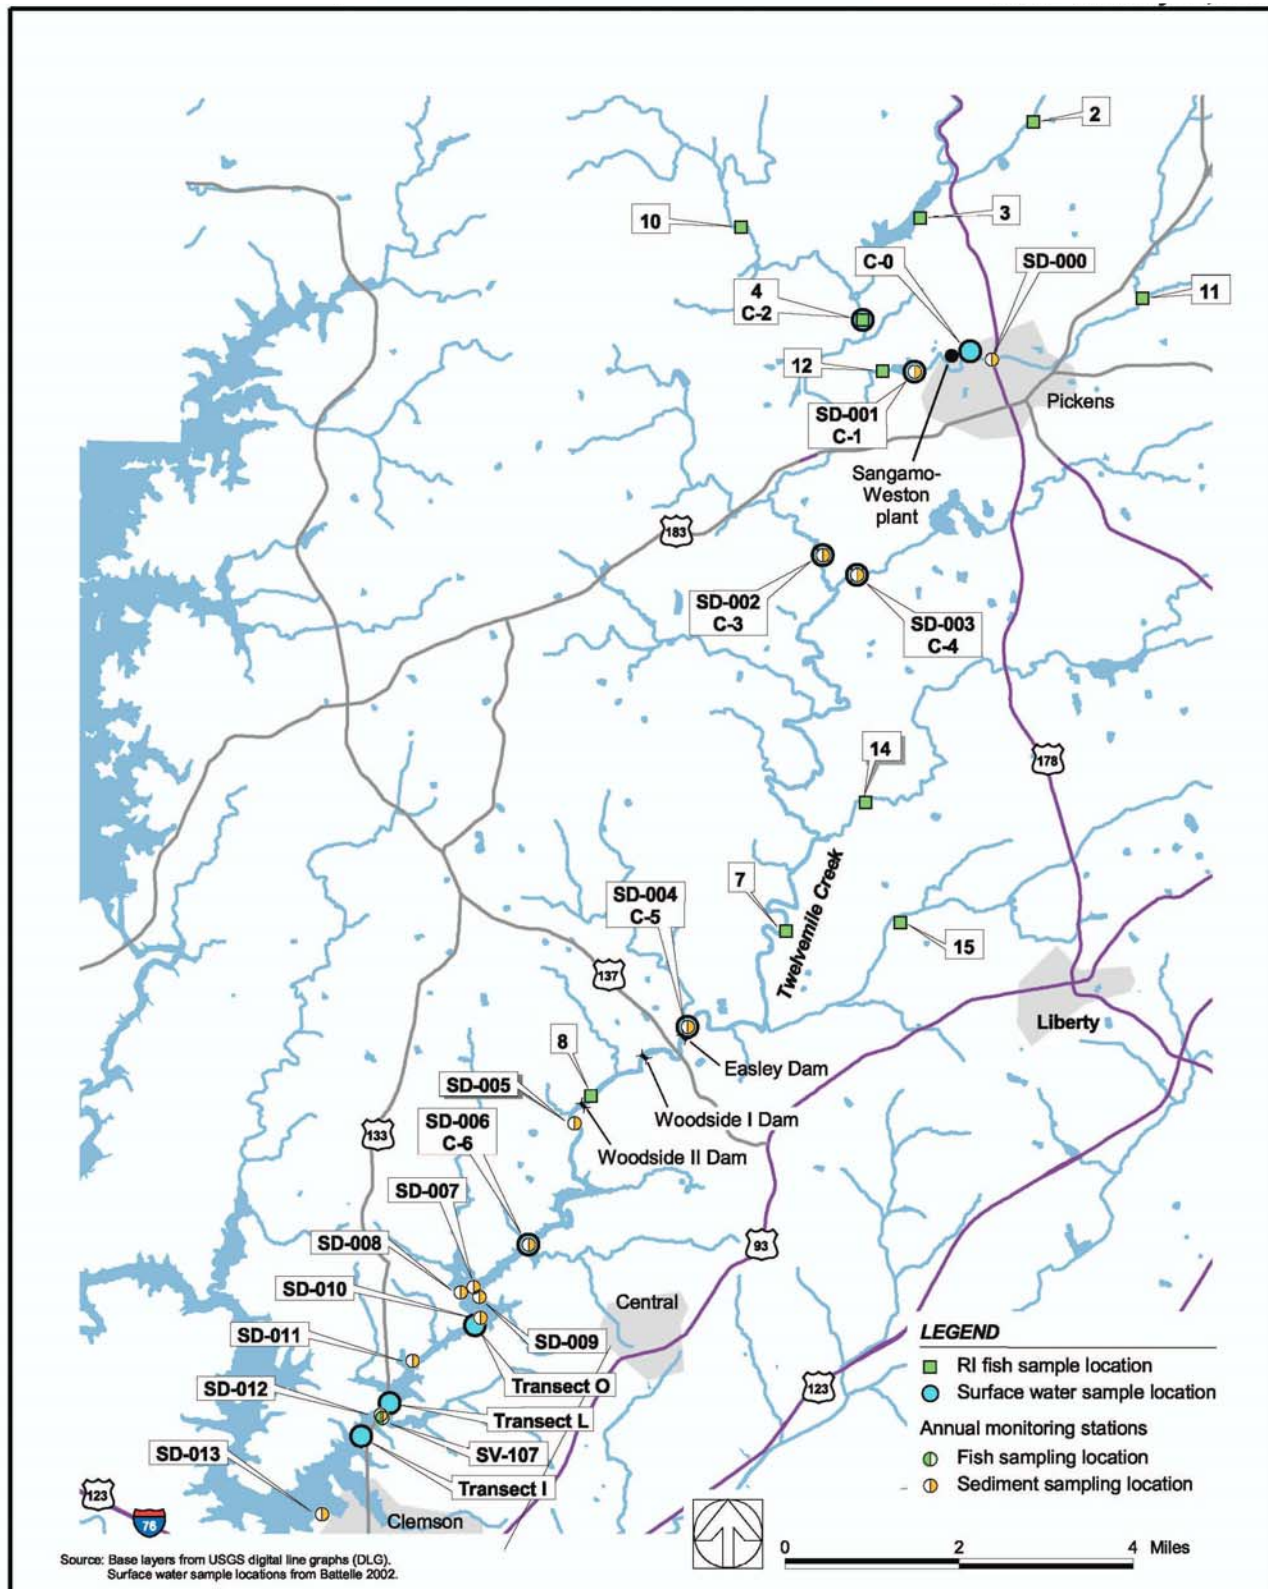 2
10
3
C-0
SD-000
4
C-2
11
12
SD-001
C-1
Pickens
Sangamo-
Weston
plant
183
SD-002
C-3
SD-003
C-4
14
178
7
SD-004
C-5
Twelvemile Creek
15
137
Liberty
8
Easley Dam
SD-005
Woodside I Dam
SD-006
C-6
133
Woodside II Dam
SD-007
SD-008
93
SD-010
Central
SD-011
SD-009
LEGEND
RI fish sample location
SD-012
Transect O
123
Surface water sample location
Transect L
Annual monitoring stations
SD-013
SV-107
Fish sampling location
Transect I
Sediment sampling location
123
76
Clemson
0 2 4 Miles
Source: Base layers from USGS digital line graphs (DLG).
Surface water sample locations from Battelle 2002.